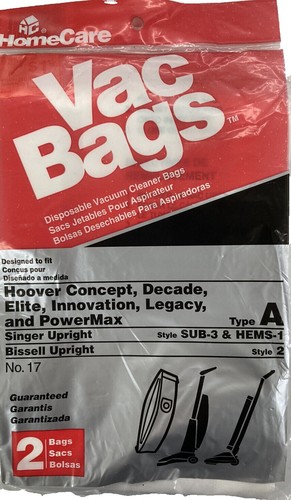 HC
HomeCare
Vac
Bags™
Disposable Vacuum Cleaner Bags
Sacs Jetables Pour Aspirateur
Bolsas Desechables Para Aspiradoras
Designed to fit
Conçus pour
Diseñado a medida
Hoover Concept, Decade,
Elite, Innovation, Legacy,
and PowerMax Type A
Singer Upright Style SUB-3 & HEMS-1
Bissell Upright Style 2
No. 17
Guaranteed
Garantis
Garantizada
2 Bags
Sacs
Bolsas